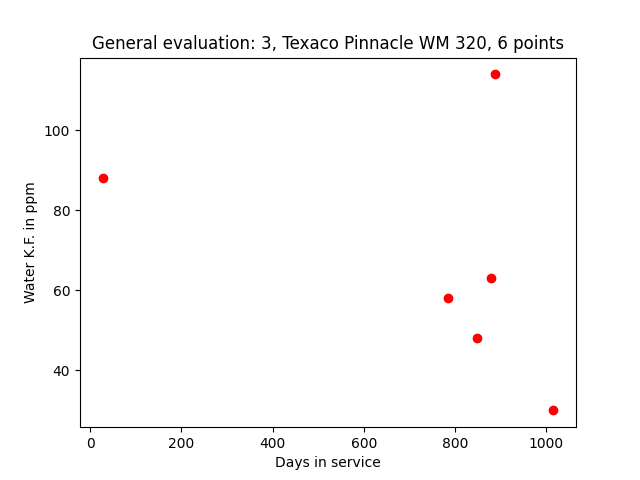 General evaluation: 3, Texaco Pinnacle WM 320, 6 points
100
80
60
40
Water K.F. in ppm
0 200 400 600 800 1000
Days in service